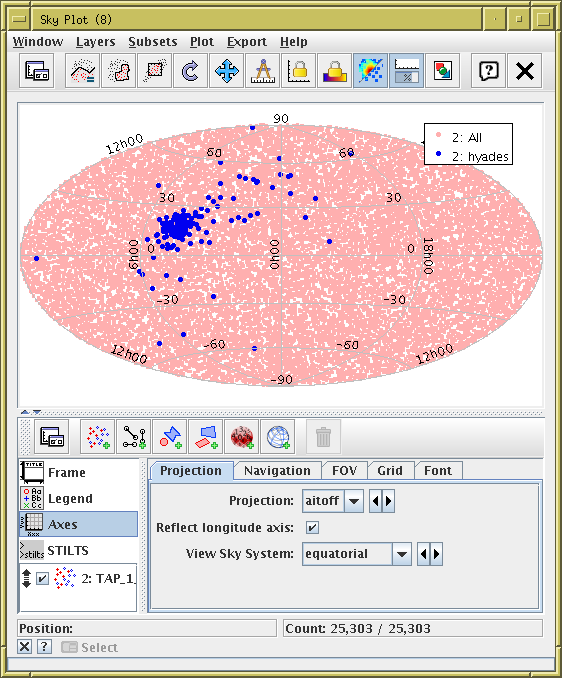 Sky Plot (8)
Window Layers Subsets Plot Export Help
90
2: All
2: hyades
12h00
60
60
30
30
0
6h00
0h00
0
18h00
-30
-30
-60
-60
12h00
12h00
-90
Frame
Legend
Axes
STILTS
2: TAP_1_
Projection Navigation FOV Grid Font
Projection: aitoff
Reflect longitude axis:
View Sky System: equatorial
Position:
Count: 25,303 / 25,303
Select